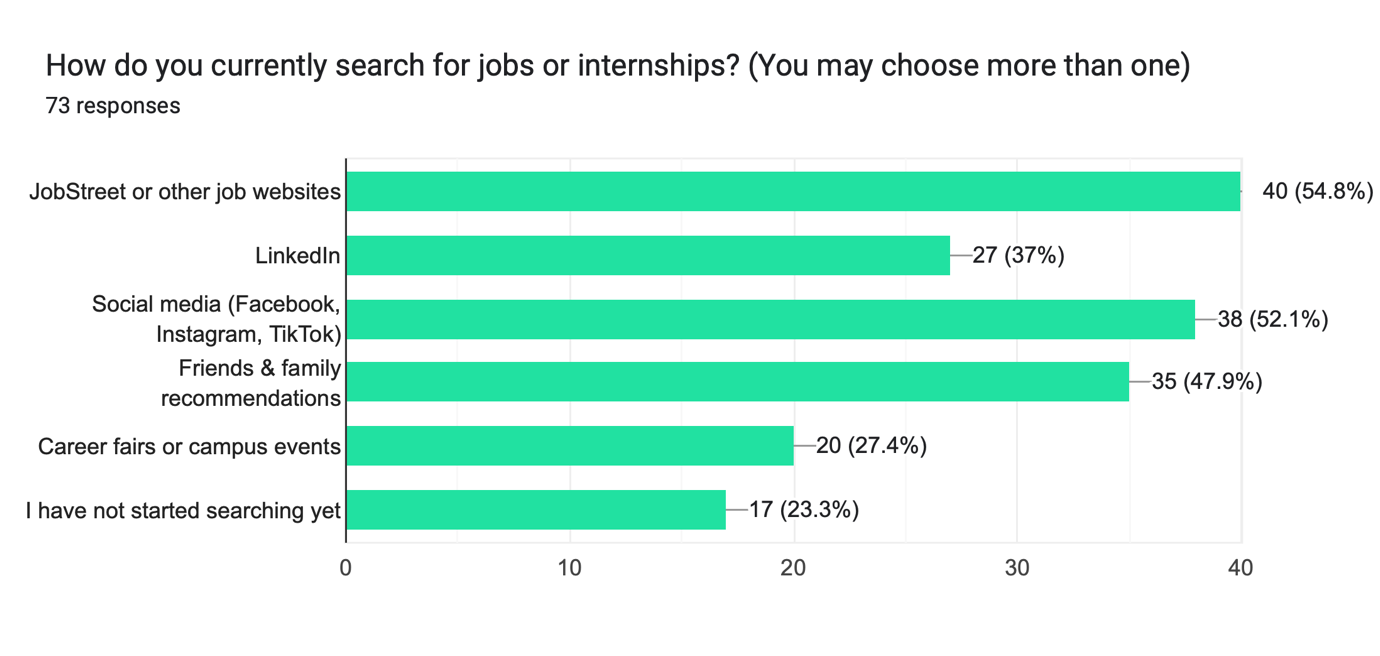 How do you currently search for jobs or internships? (You may choose more than one)
73 responses
JobStreet or other job websites
40 (54.8%)
LinkedIn
27 (37%)
Social media (Facebook,
Instagram, TikTok)
38 (52.1%)
Friends & family
recommendations
35 (47.9%)
Career fairs or campus events
20 (27.4%)
I have not started searching yet
17 (23.3%)
0 10 20 30 40